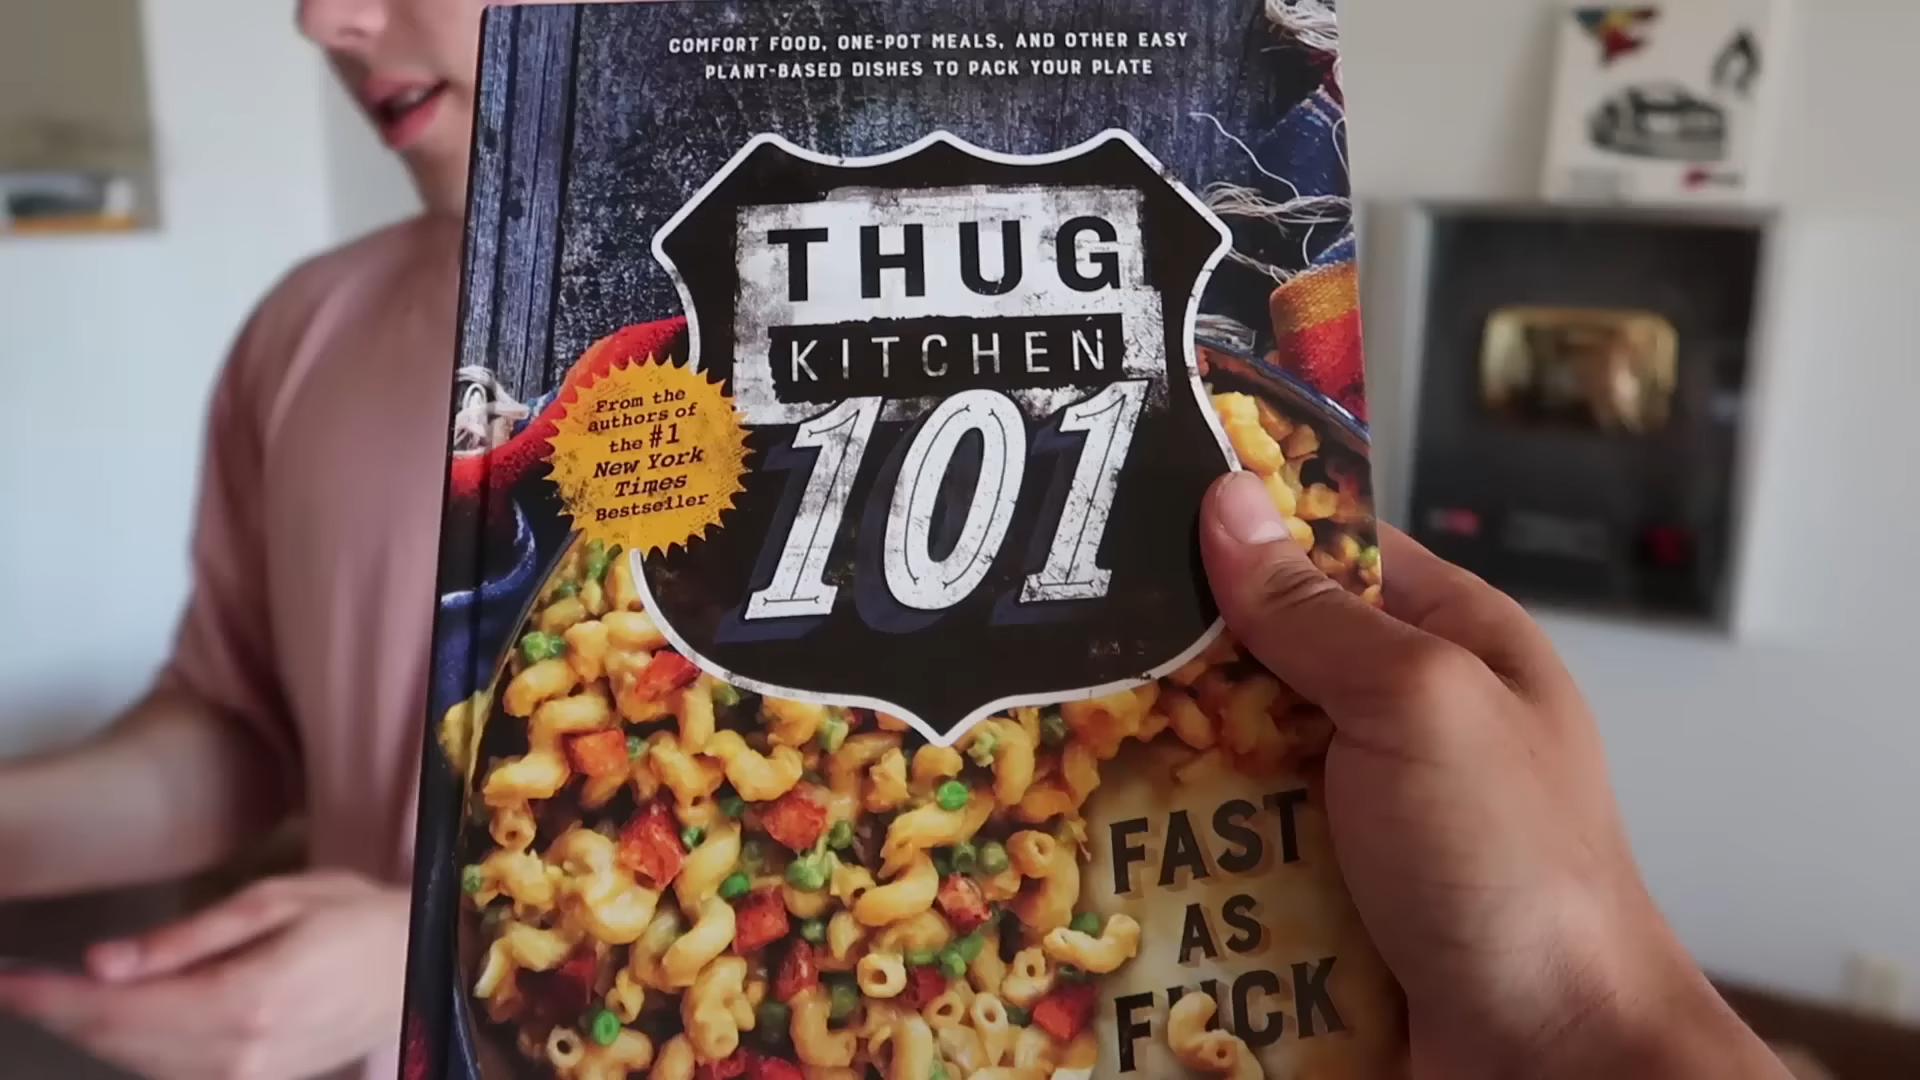 COMFORT FOOD, ONE-POT MEALS, AND OTHER EASY
PLANT-BASED DISHES TO PACK YOUR PLATE
THUG
KITCHEN
101
From the
authors of
the #1
New York
Times
Bestseller
FAST
AS
FUCK